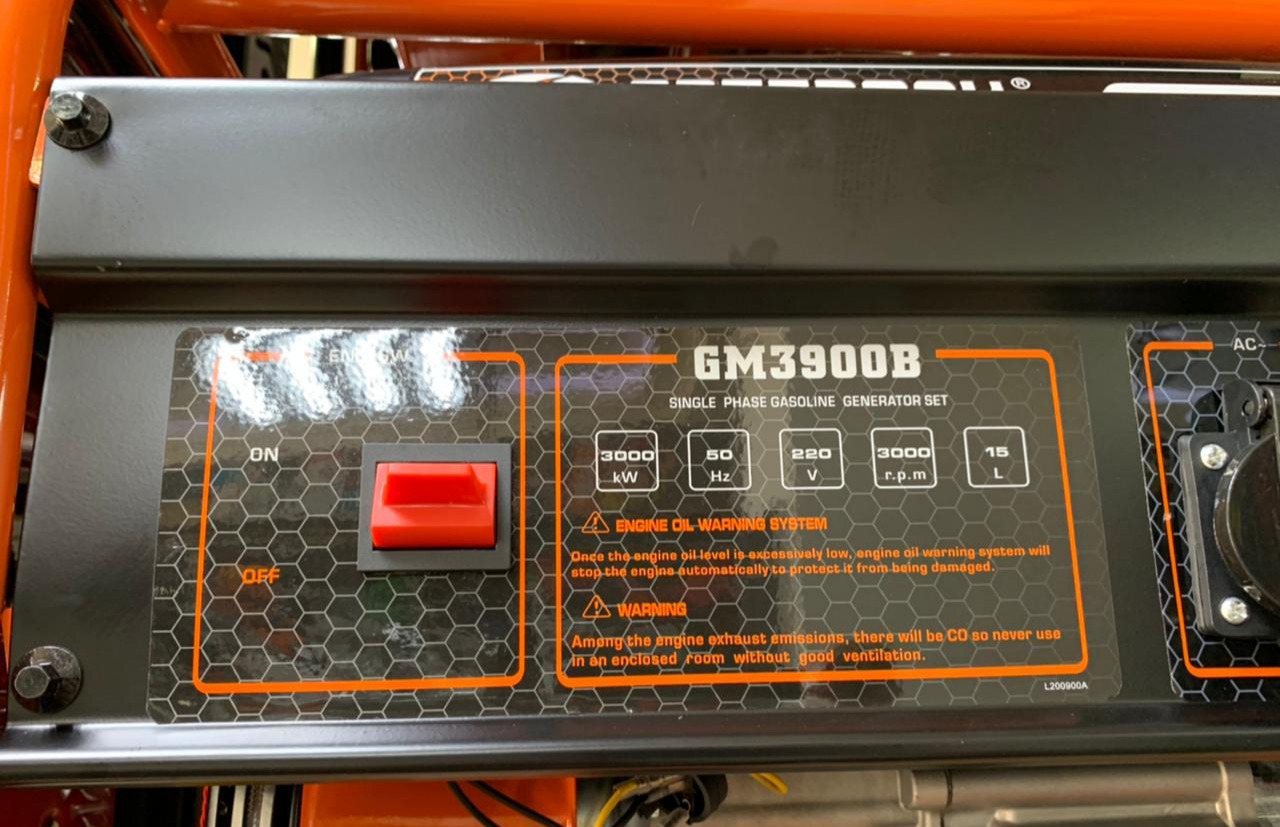 ®
GM3900B
SINGLE PHASE GASOLINE GENERATOR SET
3000 kW
50 Hz
220 V
3000 r.p.m
15 L
ON
OFF
ENGINE OIL WARNING SYSTEM
Once the engine oil level is excessively low, engine oil warning system will
stop the engine automatically to protect it from being damaged.
WARNING
Among the engine exhaust emissions, there will be CO so never use
in an enclosed room without good ventilation.
L200900A
AC~